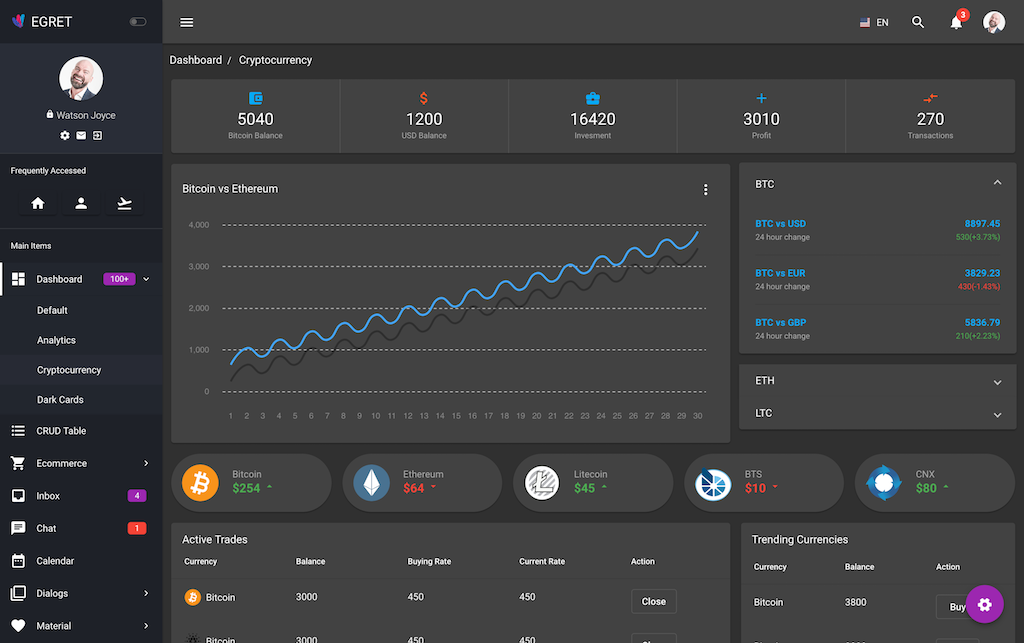 EGRET
EN
3
Watson Joyce
Frequently Accessed
Main Items
Dashboard 100+
Default
Analytics
Cryptocurrency
Dark Cards
CRUD Table
Ecommerce
Inbox 4
Chat 1
Calendar
Dialogs
Material
Dashboard / Cryptocurrency
5040
Bitcoin Balance
1200
USD Balance
16420
Invesment
3010
Profit
270
Transactions
Bitcoin vs Ethereum
4,000
3,000
2,000
1,000
0
1 2 3 4 5 6 7 8 9 10 11 12 13 14 15 16 17 18 19 20 21 22 23 24 25 26 27 28 29 30
BTC
BTC vs USD 8897.45
24 hour change 530(+3.73%)
BTC vs EUR 3829.23
24 hour change 430(-1.43%)
BTC vs GBP 5836.79
24 hour change 210(+2.23%)
ETH
LTC
Bitcoin
$254
Ethereum
$64
Litecoin
$45
BTS
$10
CNX
$80
Active Trades
Currency Balance Buying Rate Current Rate Action
Bitcoin 3000 450 450 Close
Bitcoin 3000 450 450
Trending Currencies
Currency Balance Action
Bitcoin 3800 Buy